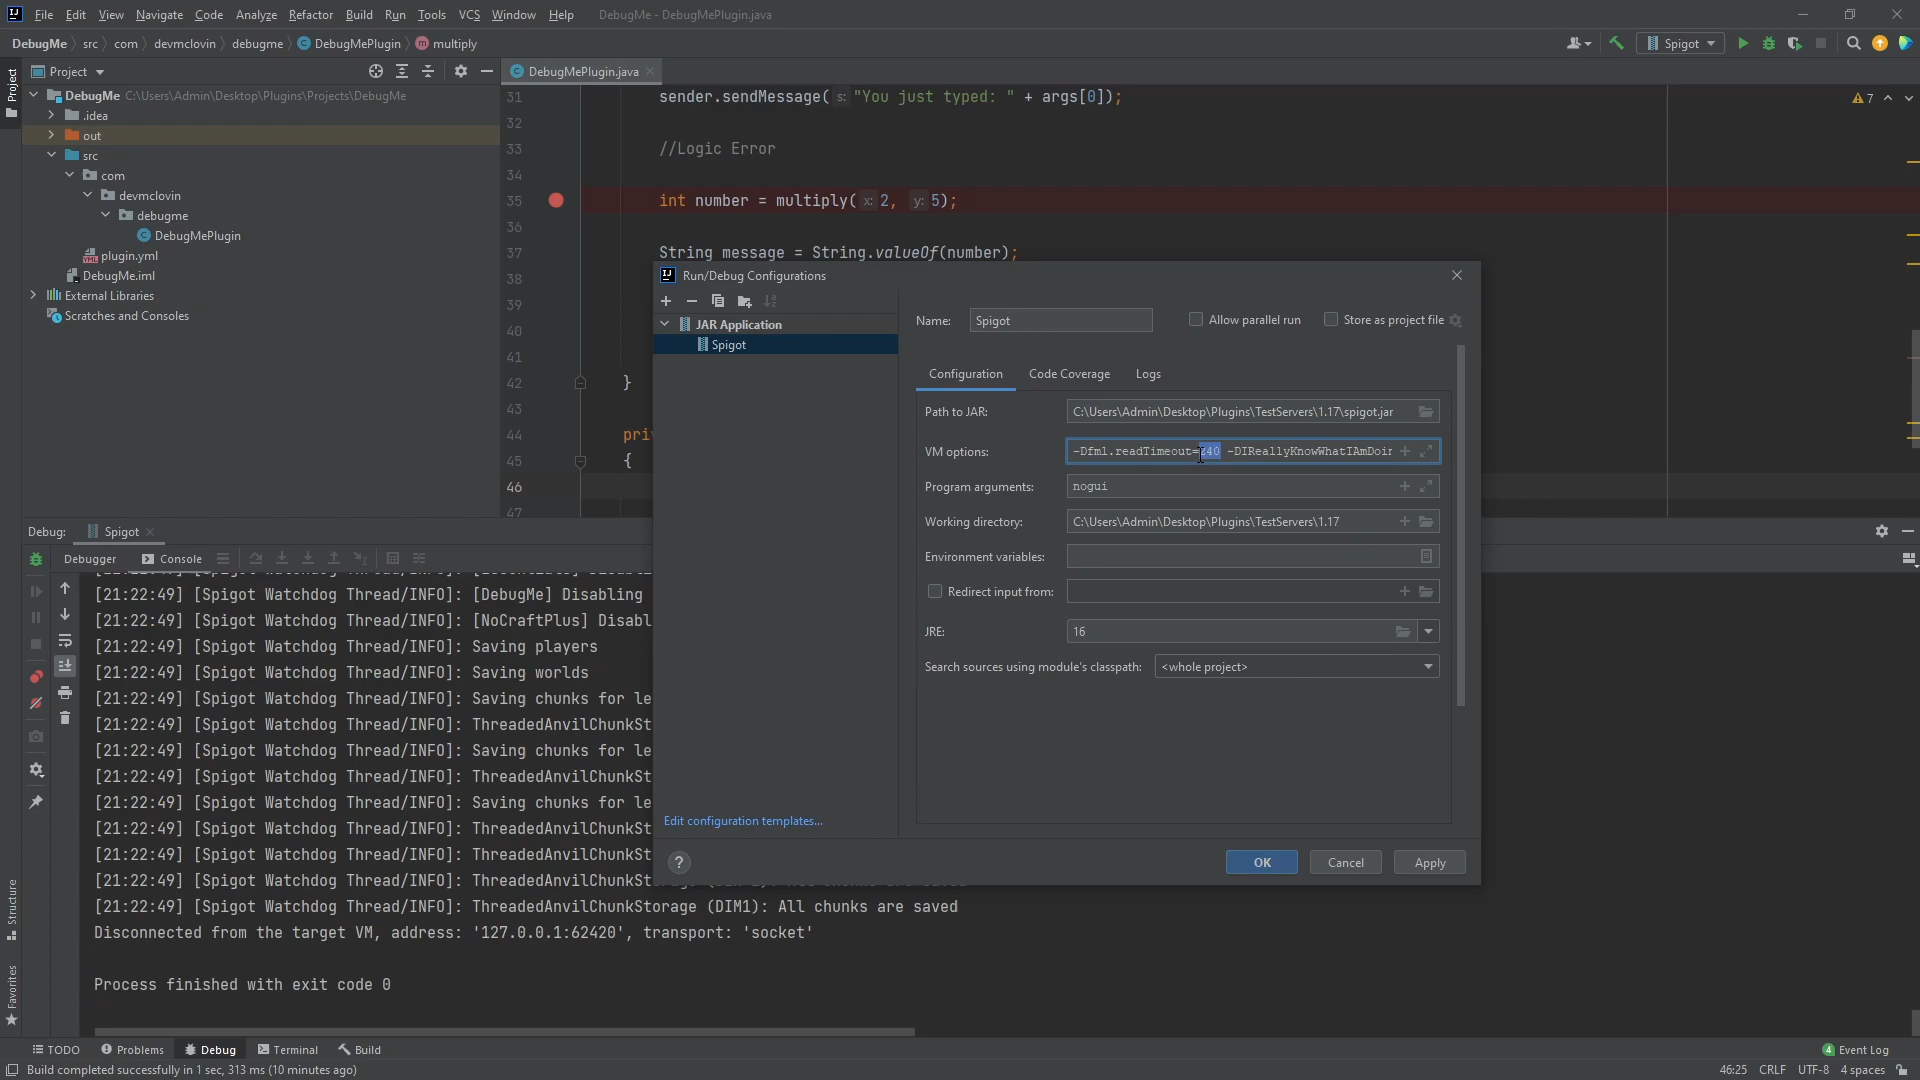 File Edit View Navigate Code Analyze Refactor Build Run Tools VCS Window Help DebugMe - DebugMePlugin.java
DebugMe src com devmclovin debugme DebugMePlugin multiply Spigot
Project
Project
DebugMePlugin.java
DebugMe C:\Users\Admin\Desktop\Plugins\Projects\DebugMe
.idea
out
src
com
devmclovin
debugme
DebugMePlugin
plugin.yml
DebugMe.iml
External Libraries
Scratches and Consoles
31 sender.sendMessage( s: "You just typed: " + args[0]);
7
32
33 //Logic Error
34
35 int number = multiply( x: 2, y: 5);
36
37 String message = String.valueOf(number);
38
39
40
41
42 }
43
44
45 {
46
47
Run/Debug Configurations
JAR Application
Spigot
Edit configuration templates...
Name: Spigot Allow parallel run Store as project file
Configuration Code Coverage Logs
Path to JAR: C:\Users\Admin\Desktop\Plugins\TestServers\1.17\spigot.jar
VM options: -Dfml.readTimeout=240 -DIReallyKnowWhatIAmDoin
Program arguments: nogui
Working directory: C:\Users\Admin\Desktop\Plugins\TestServers\1.17
Environment variables:
Redirect input from:
JRE: 16
Search sources using module's classpath: <whole project>
? OK Cancel Apply
Debug: Spigot
Debugger Console
[21:22:49] [Spigot Watchdog Thread/INFO]: [DebugMe] Disabling
[21:22:49] [Spigot Watchdog Thread/INFO]: [NoCraftPlus] Disabl
[21:22:49] [Spigot Watchdog Thread/INFO]: Saving players
[21:22:49] [Spigot Watchdog Thread/INFO]: Saving worlds
[21:22:49] [Spigot Watchdog Thread/INFO]: Saving chunks for le
[21:22:49] [Spigot Watchdog Thread/INFO]: ThreadedAnvilChunkSt
[21:22:49] [Spigot Watchdog Thread/INFO]: Saving chunks for le
[21:22:49] [Spigot Watchdog Thread/INFO]: ThreadedAnvilChunkSt
[21:22:49] [Spigot Watchdog Thread/INFO]: Saving chunks for le
[21:22:49] [Spigot Watchdog Thread/INFO]: ThreadedAnvilChunkSt
[21:22:49] [Spigot Watchdog Thread/INFO]: ThreadedAnvilChunkSt
[21:22:49] [Spigot Watchdog Thread/INFO]: ThreadedAnvilChunkSt
[21:22:49] [Spigot Watchdog Thread/INFO]: ThreadedAnvilChunkStorage (DIM1): All chunks are saved
Disconnected from the target VM, address: '127.0.0.1:62420', transport: 'socket'
Process finished with exit code 0
Structure
Favorites
TODO Problems Debug Terminal Build 4 Event Log
Build completed successfully in 1 sec, 313 ms (10 minutes ago) 46:25 CRLF UTF-8 4 spaces